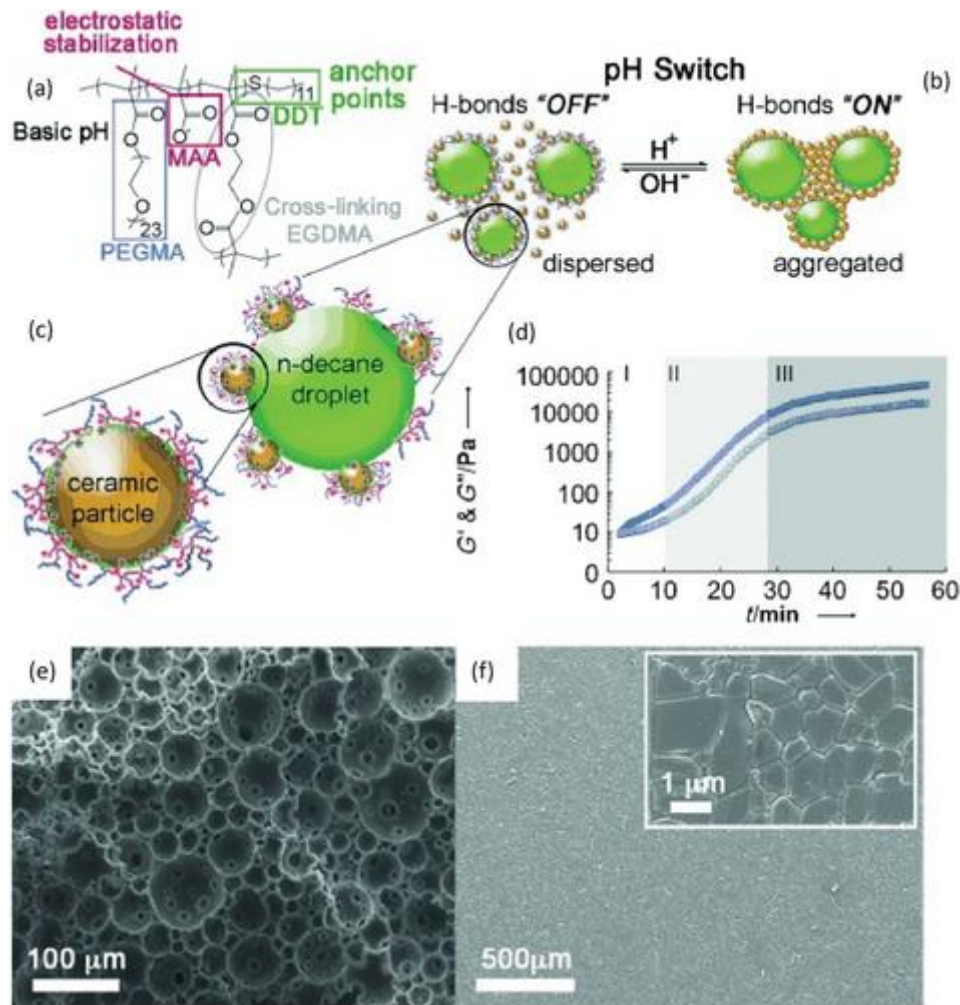 electrostatic
stabilization
(a)
S
11
anchor
points
DDT
Basic pH
O
O
O
O⁻
MAA
O
O
O
O
23
O
O
PEGMA
Cross-linking
EGDMA
pH Switch
(b)
H-bonds "OFF"
H-bonds "ON"
H⁺
OH⁻
dispersed
aggregated
(c)
n-decane
droplet
ceramic
particle
(d)
I
II
III
100000
10000
1000
100
10
0
0 10 20 30 40 50 60
G' & G''/Pa
t/min
(e)
100 μm
(f)
1 μm
500μm